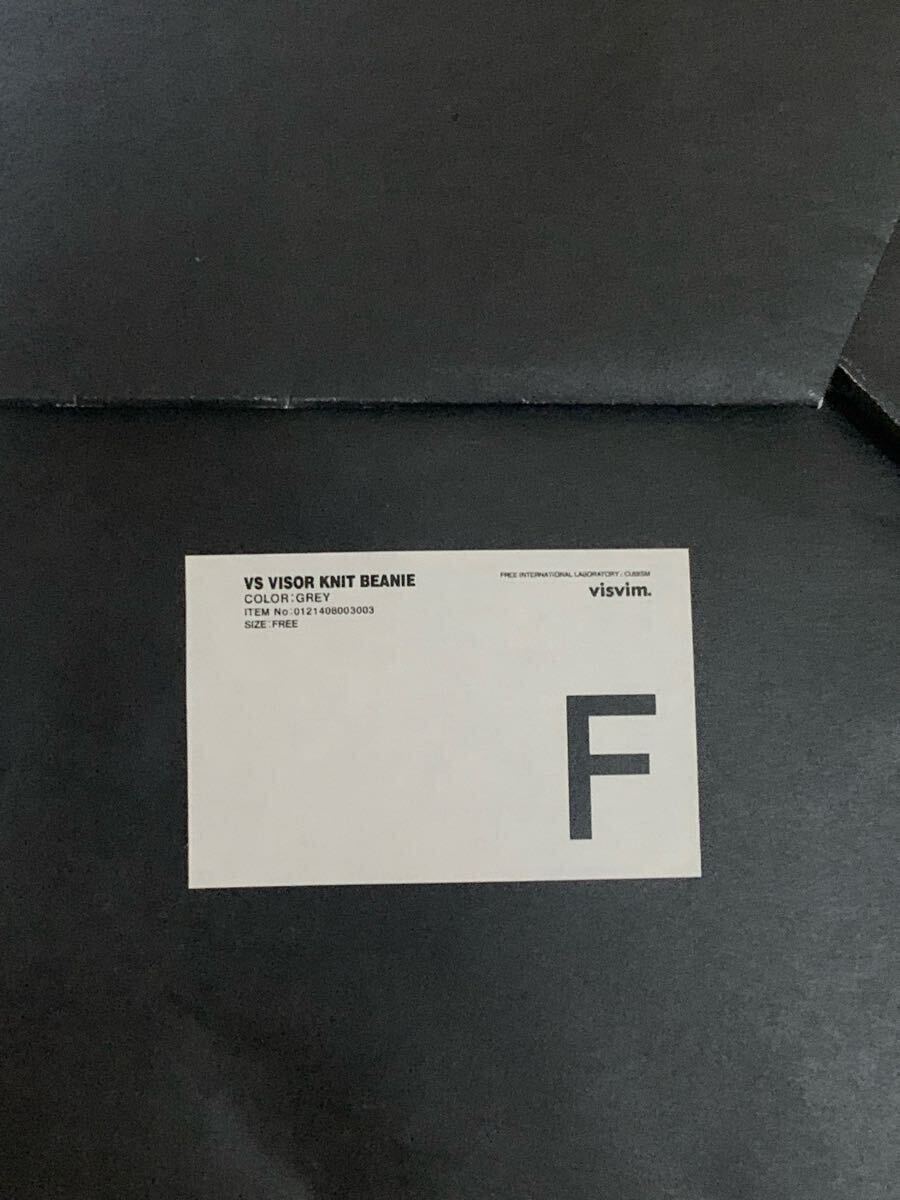 VS VISOR KNIT BEANIE
COLOR:GREY
ITEM No:0121408003003
SIZE:FREE
FREE INTERNATIONAL LABORATORY / CUBISM
visvim.
F